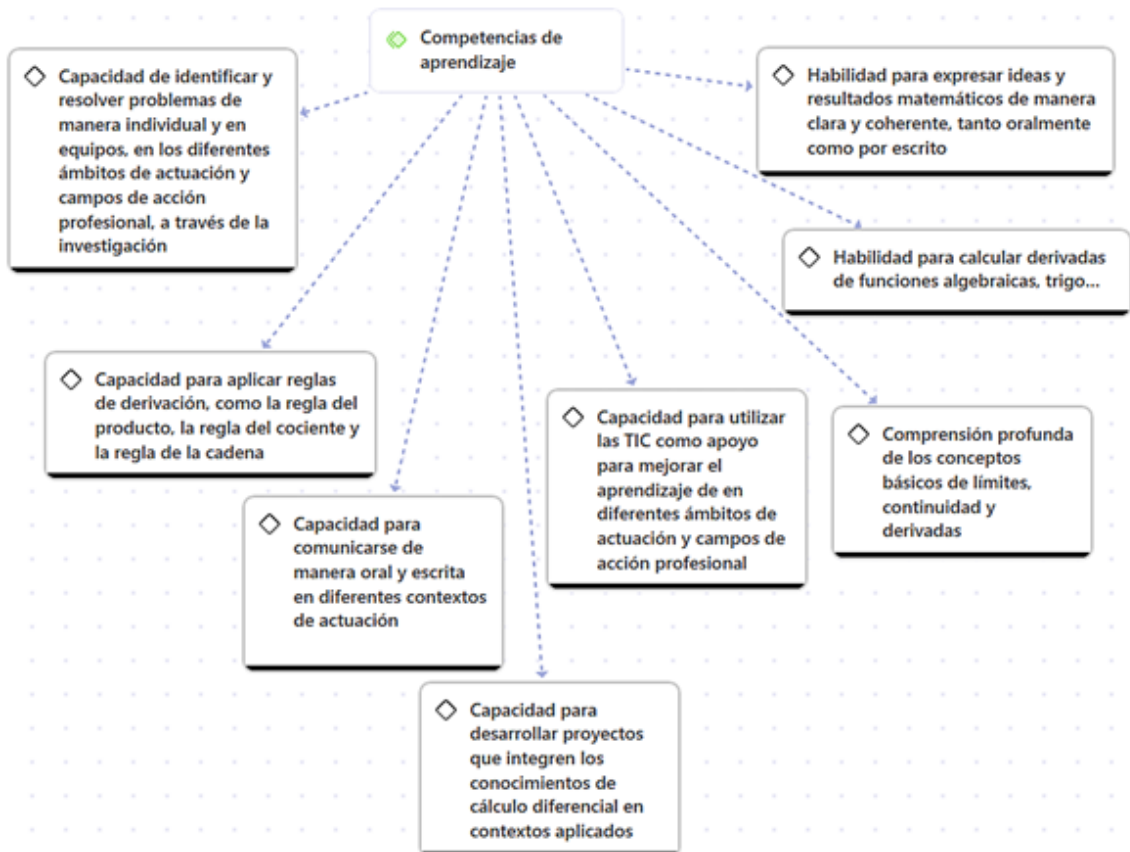 Competencias de
aprendizaje
Capacidad de identificar y
resolver problemas de
manera individual y en
equipos, en los diferentes
ámbitos de actuación y
campos de acción
profesional, a través de la
investigación
Habilidad para expresar ideas y
resultados matemáticos de manera
clara y coherente, tanto oralmente
como por escrito
Habilidad para calcular derivadas
de funciones algebraicas, trigo...
Capacidad para aplicar reglas
de derivación, como la regla del
producto, la regla del cociente y
la regla de la cadena
Capacidad para utilizar
las TIC como apoyo
para mejorar el
aprendizaje de en
diferentes ámbitos de
actuación y campos de
acción profesional
Comprensión profunda
de los conceptos
básicos de límites,
continuidad y
derivadas
Capacidad para
comunicarse de
manera oral y escrita
en diferentes contextos
de actuación
Capacidad para
desarrollar proyectos
que integren los
conocimientos de
cálculo diferencial en
contextos aplicados